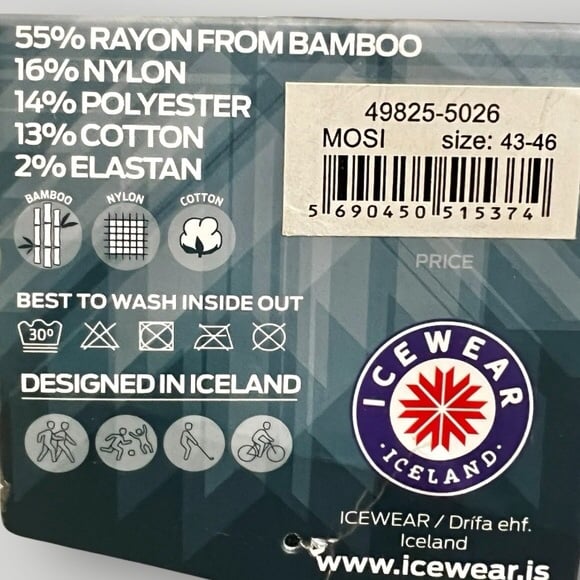 55% RAYON FROM BAMBOO
16% NYLON
14% POLYESTER
13% COTTON
2% ELASTAN
49825-5026
MOSI size: 43-46
5 690450 515374
PRICE
BAMBOO NYLON COTTON
BEST TO WASH INSIDE OUT
30°
DESIGNED IN ICELAND
ICEWEAR
·ICELAND·
ICEWEAR / Drífa ehf.
Iceland
www.icewear.is